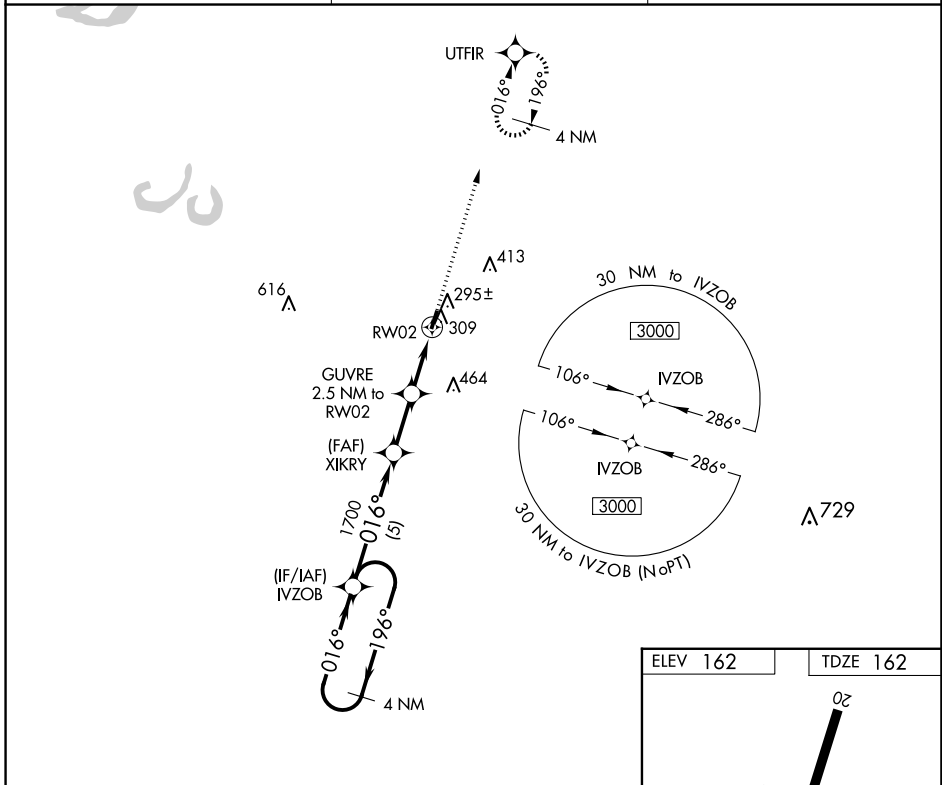 UTFIR
016°
196°
4 NM
413
616
295±
RW02
309
GUVRE
2.5 NM to
RW02
464
(FAF)
XIKRY
1700
016°
(5)
(IF/IAF)
IVZOB
016°
196°
4 NM
30 NM to IVZOB
3000
106°
IVZOB
286°
106°
IVZOB
286°
3000
30 NM to IVZOB (NoPT)
729
ELEV 162
TDZE 162
20